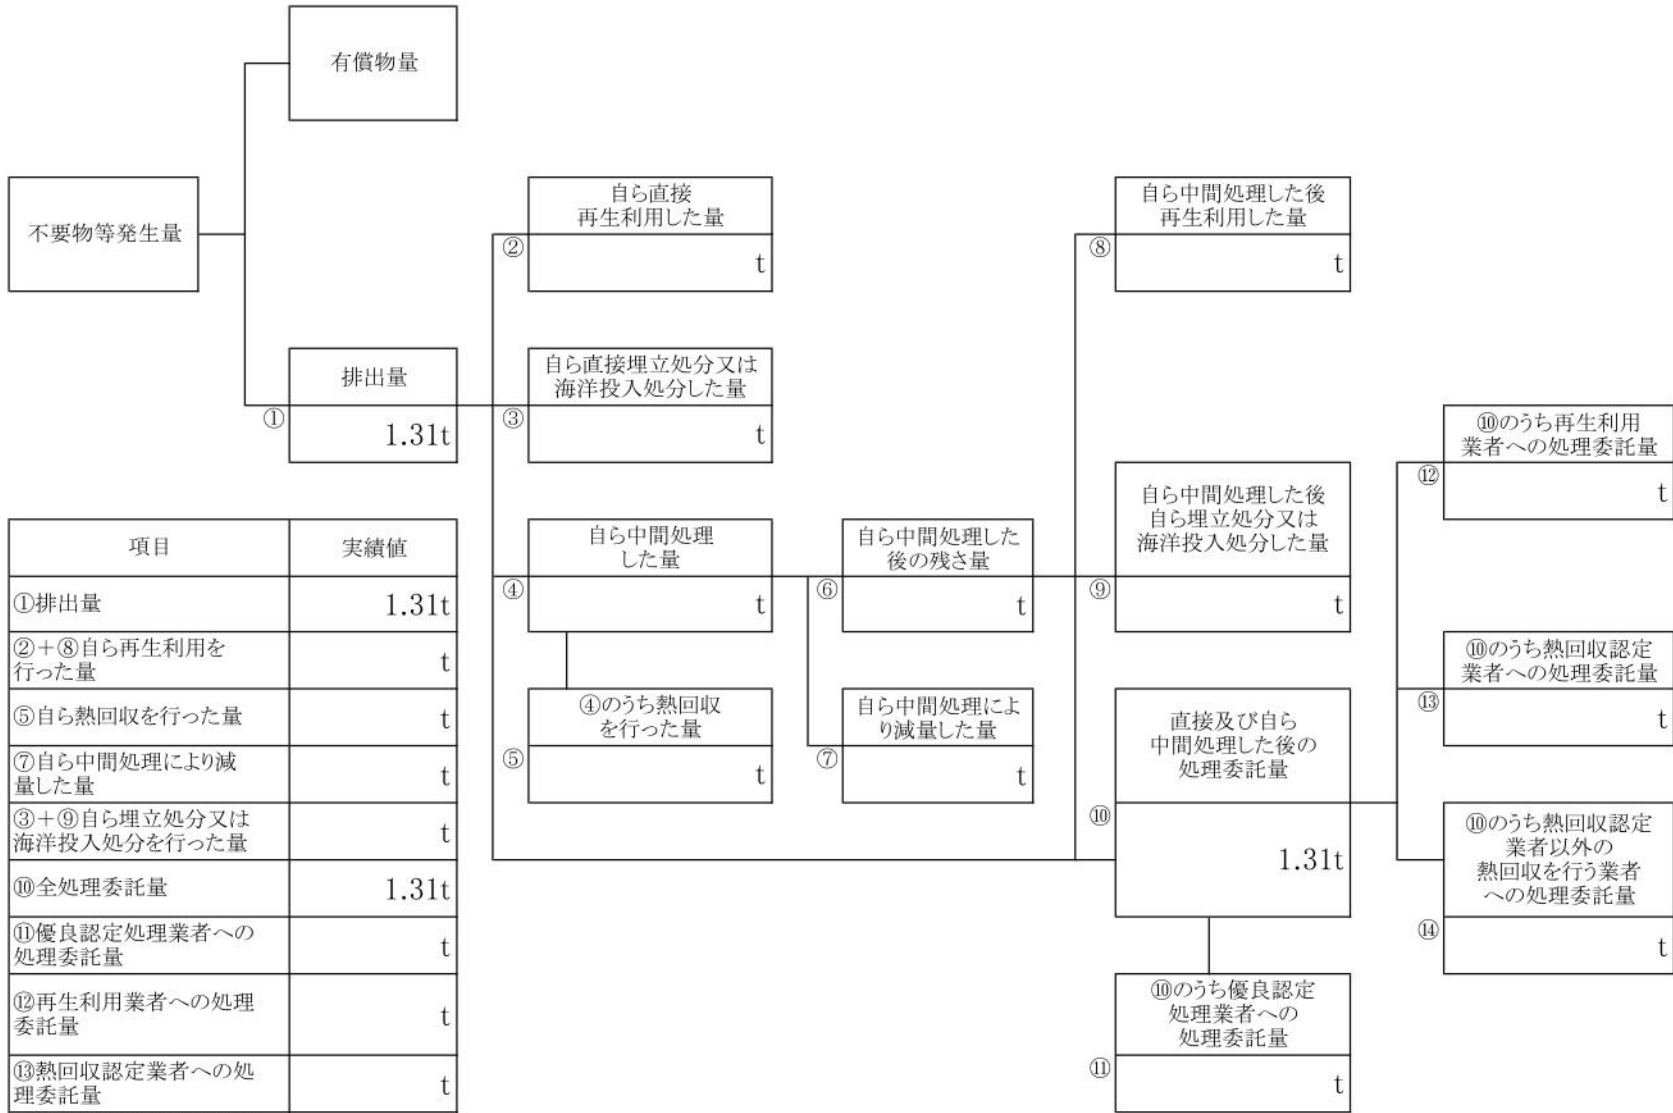 有償物量
不要物等発生量
自ら直接
再生利用した量
②
t
自ら中間処理した後
再生利用した量
⑧
t
排出量
①
1.31t
自ら直接埋立処分又は
海洋投入処分した量
③
t
⑩のうち再生利用
業者への処理委託量
⑫
t
自ら中間処理
した量
④
t
自ら中間処理した
後の残さ量
⑥
t
自ら中間処理した後
自ら埋立処分又は
海洋投入処分した量
⑨
t
④のうち熱回収
を行った量
⑤
t
自ら中間処理によ
り減量した量
⑦
t
直接及び自ら
中間処理した後の
処理委託量
⑩
1.31t
⑩のうち熱回収認定
業者への処理委託量
⑬
t
⑩のうち熱回収認定
業者以外の
熱回収を行う業者
への処理委託量
⑭
t
⑩のうち優良認定
処理業者への
処理委託量
⑪
t
項目 実績値
①排出量 1.31t
②+⑧自ら再生利用を
行った量
t
⑤自ら熱回収を行った量 t
⑦自ら中間処理により減
量した量
t
③+⑨自ら埋立処分又は
海洋投入処分を行った量
t
⑩全処理委託量 1.31t
⑪優良認定処理業者への
処理委託量
t
⑫再生利用業者への処理
委託量
t
⑬熱回収認定業者への処
理委託量
t